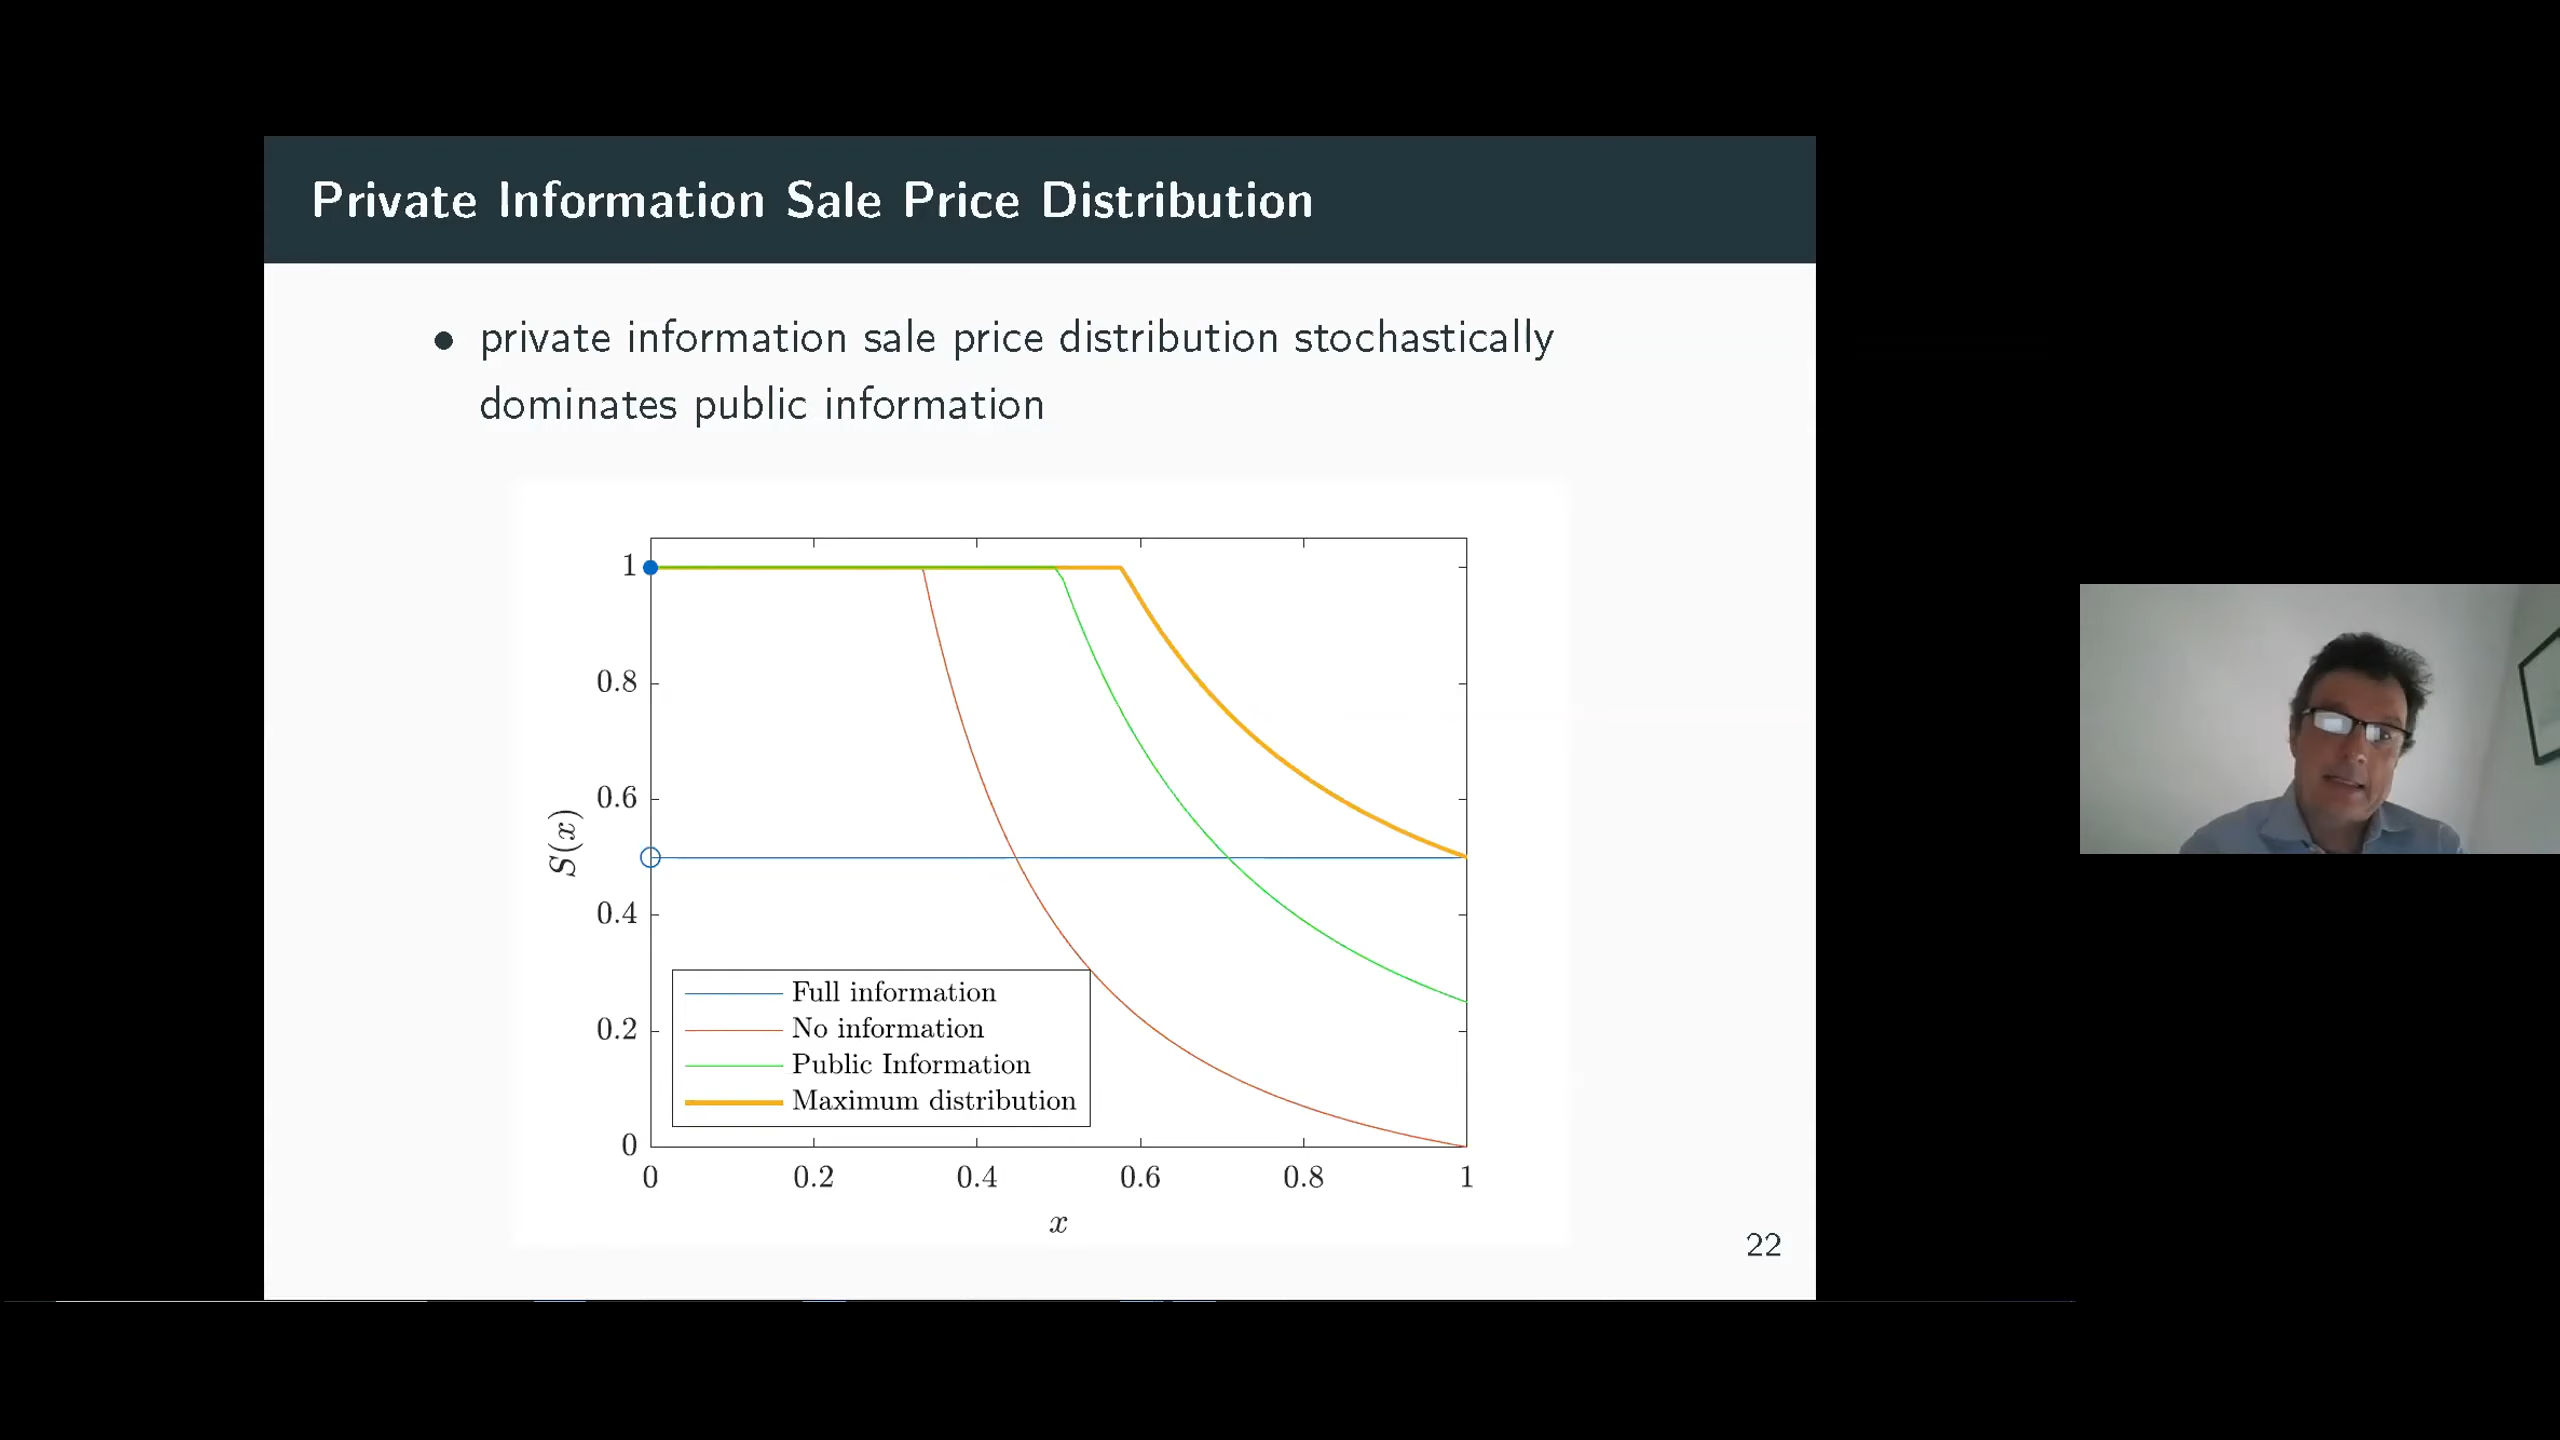 Private Information Sale Price Distribution
• private information sale price distribution stochastically
dominates public information
1
0.8
0.6
0.4
0.2
0
S(x)
Full information
No information
Public Information
Maximum distribution
0 0.2 0.4 0.6 0.8 1
x
22